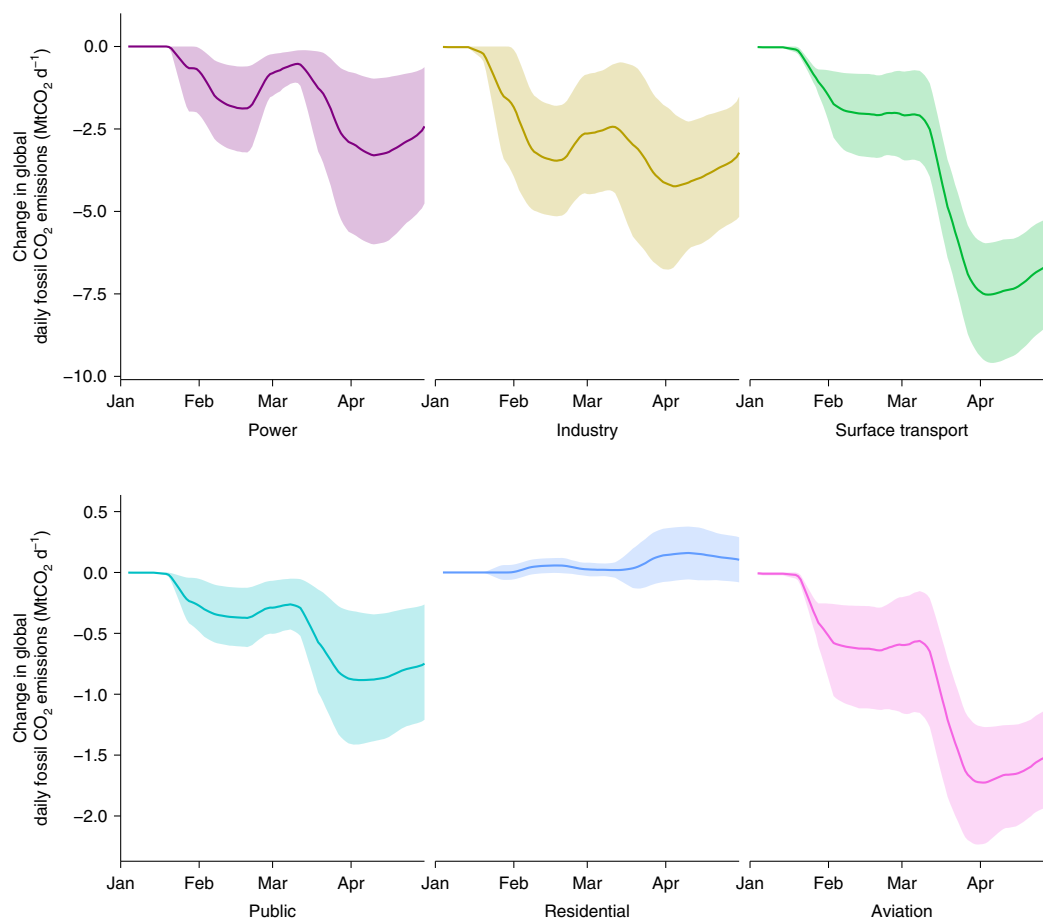 Change in global
daily fossil CO₂ emissions (MtCO₂ d⁻¹)
0.0
−2.5
−5.0
−7.5
−10.0
Jan Feb Mar Apr Jan Feb Mar Apr Jan Feb Mar Apr
Power Industry Surface transport
Change in global
daily fossil CO₂ emissions (MtCO₂ d⁻¹)
0.5
0.0
−0.5
−1.0
−1.5
−2.0
Jan Feb Mar Apr Jan Feb Mar Apr Jan Feb Mar Apr
Public Residential Aviation